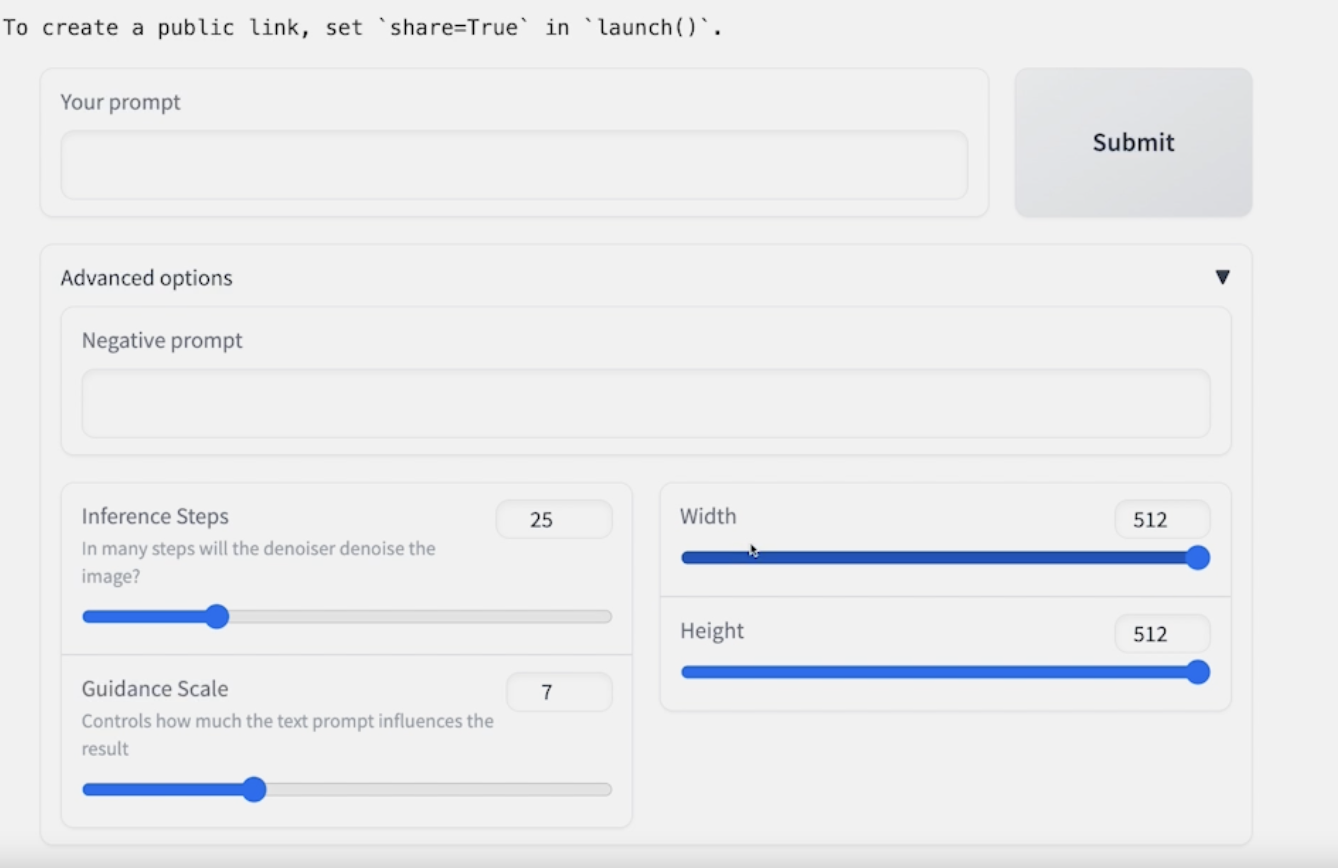 To create a public link, set `share=True` in `launch()`.
Your prompt
Submit
Advanced options
▼
Negative prompt
Inference Steps
25
In many steps will the denoiser denoise the
image?
Guidance Scale
7
Controls how much the text prompt influences the
result
Width
512
Height
512